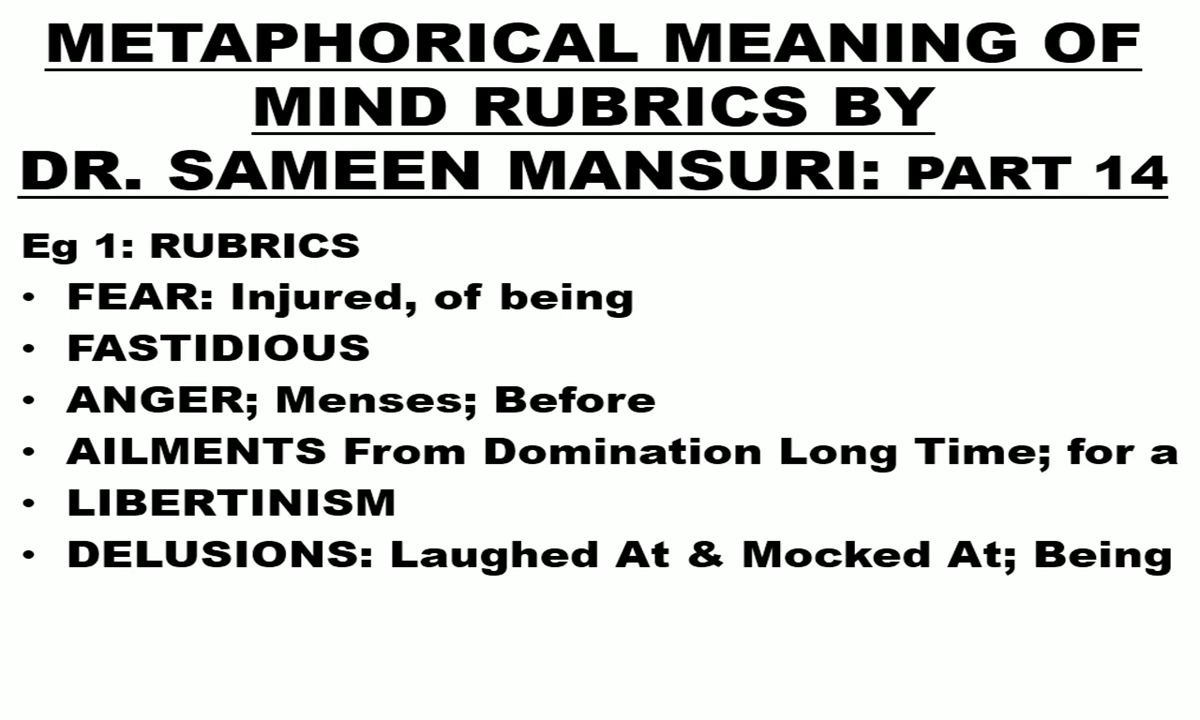 METAPHORICAL MEANING OF
MIND RUBRICS BY
DR. SAMEEN MANSURI: PART 14
Eg 1: RUBRICS
• FEAR: Injured, of being
• FASTIDIOUS
• ANGER; Menses; Before
• AILMENTS From Domination Long Time; for a
• LIBERTINISM
• DELUSIONS: Laughed At & Mocked At; Being